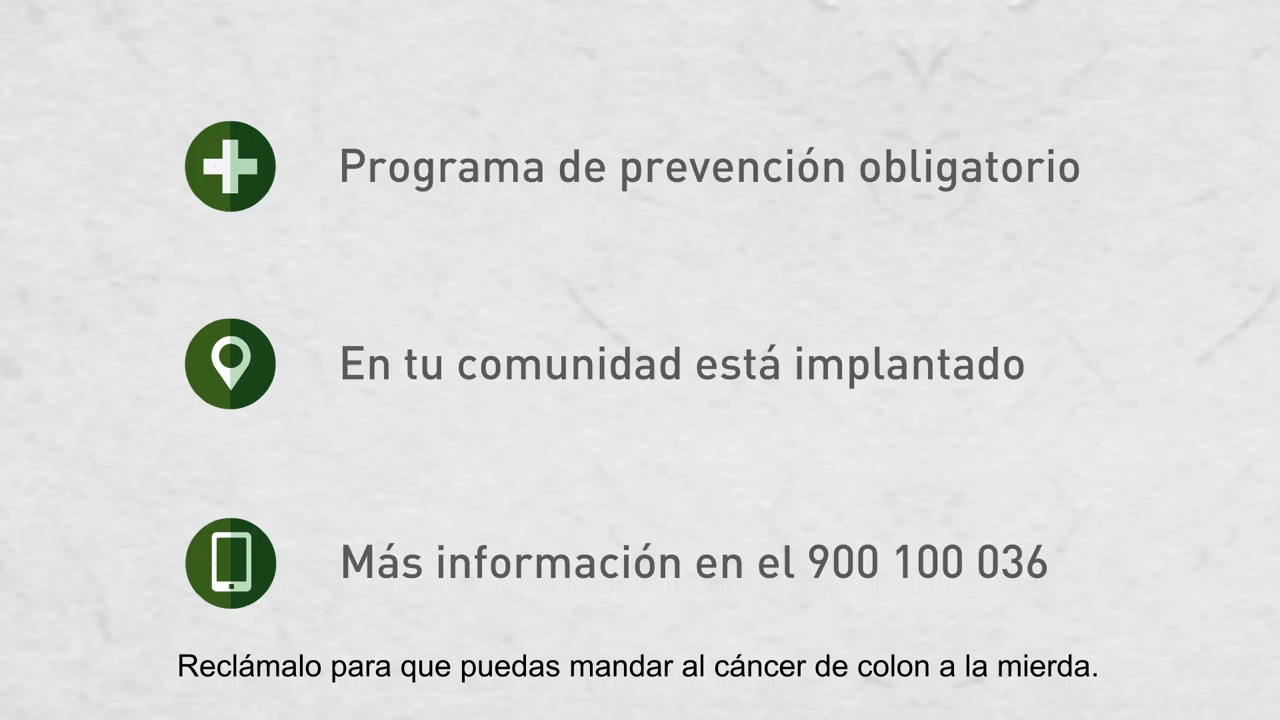 Programa de prevención obligatorio
En tu comunidad está implantado
Más información en el 900 100 036
Reclámalo para que puedas mandar al cáncer de colon a la mierda.